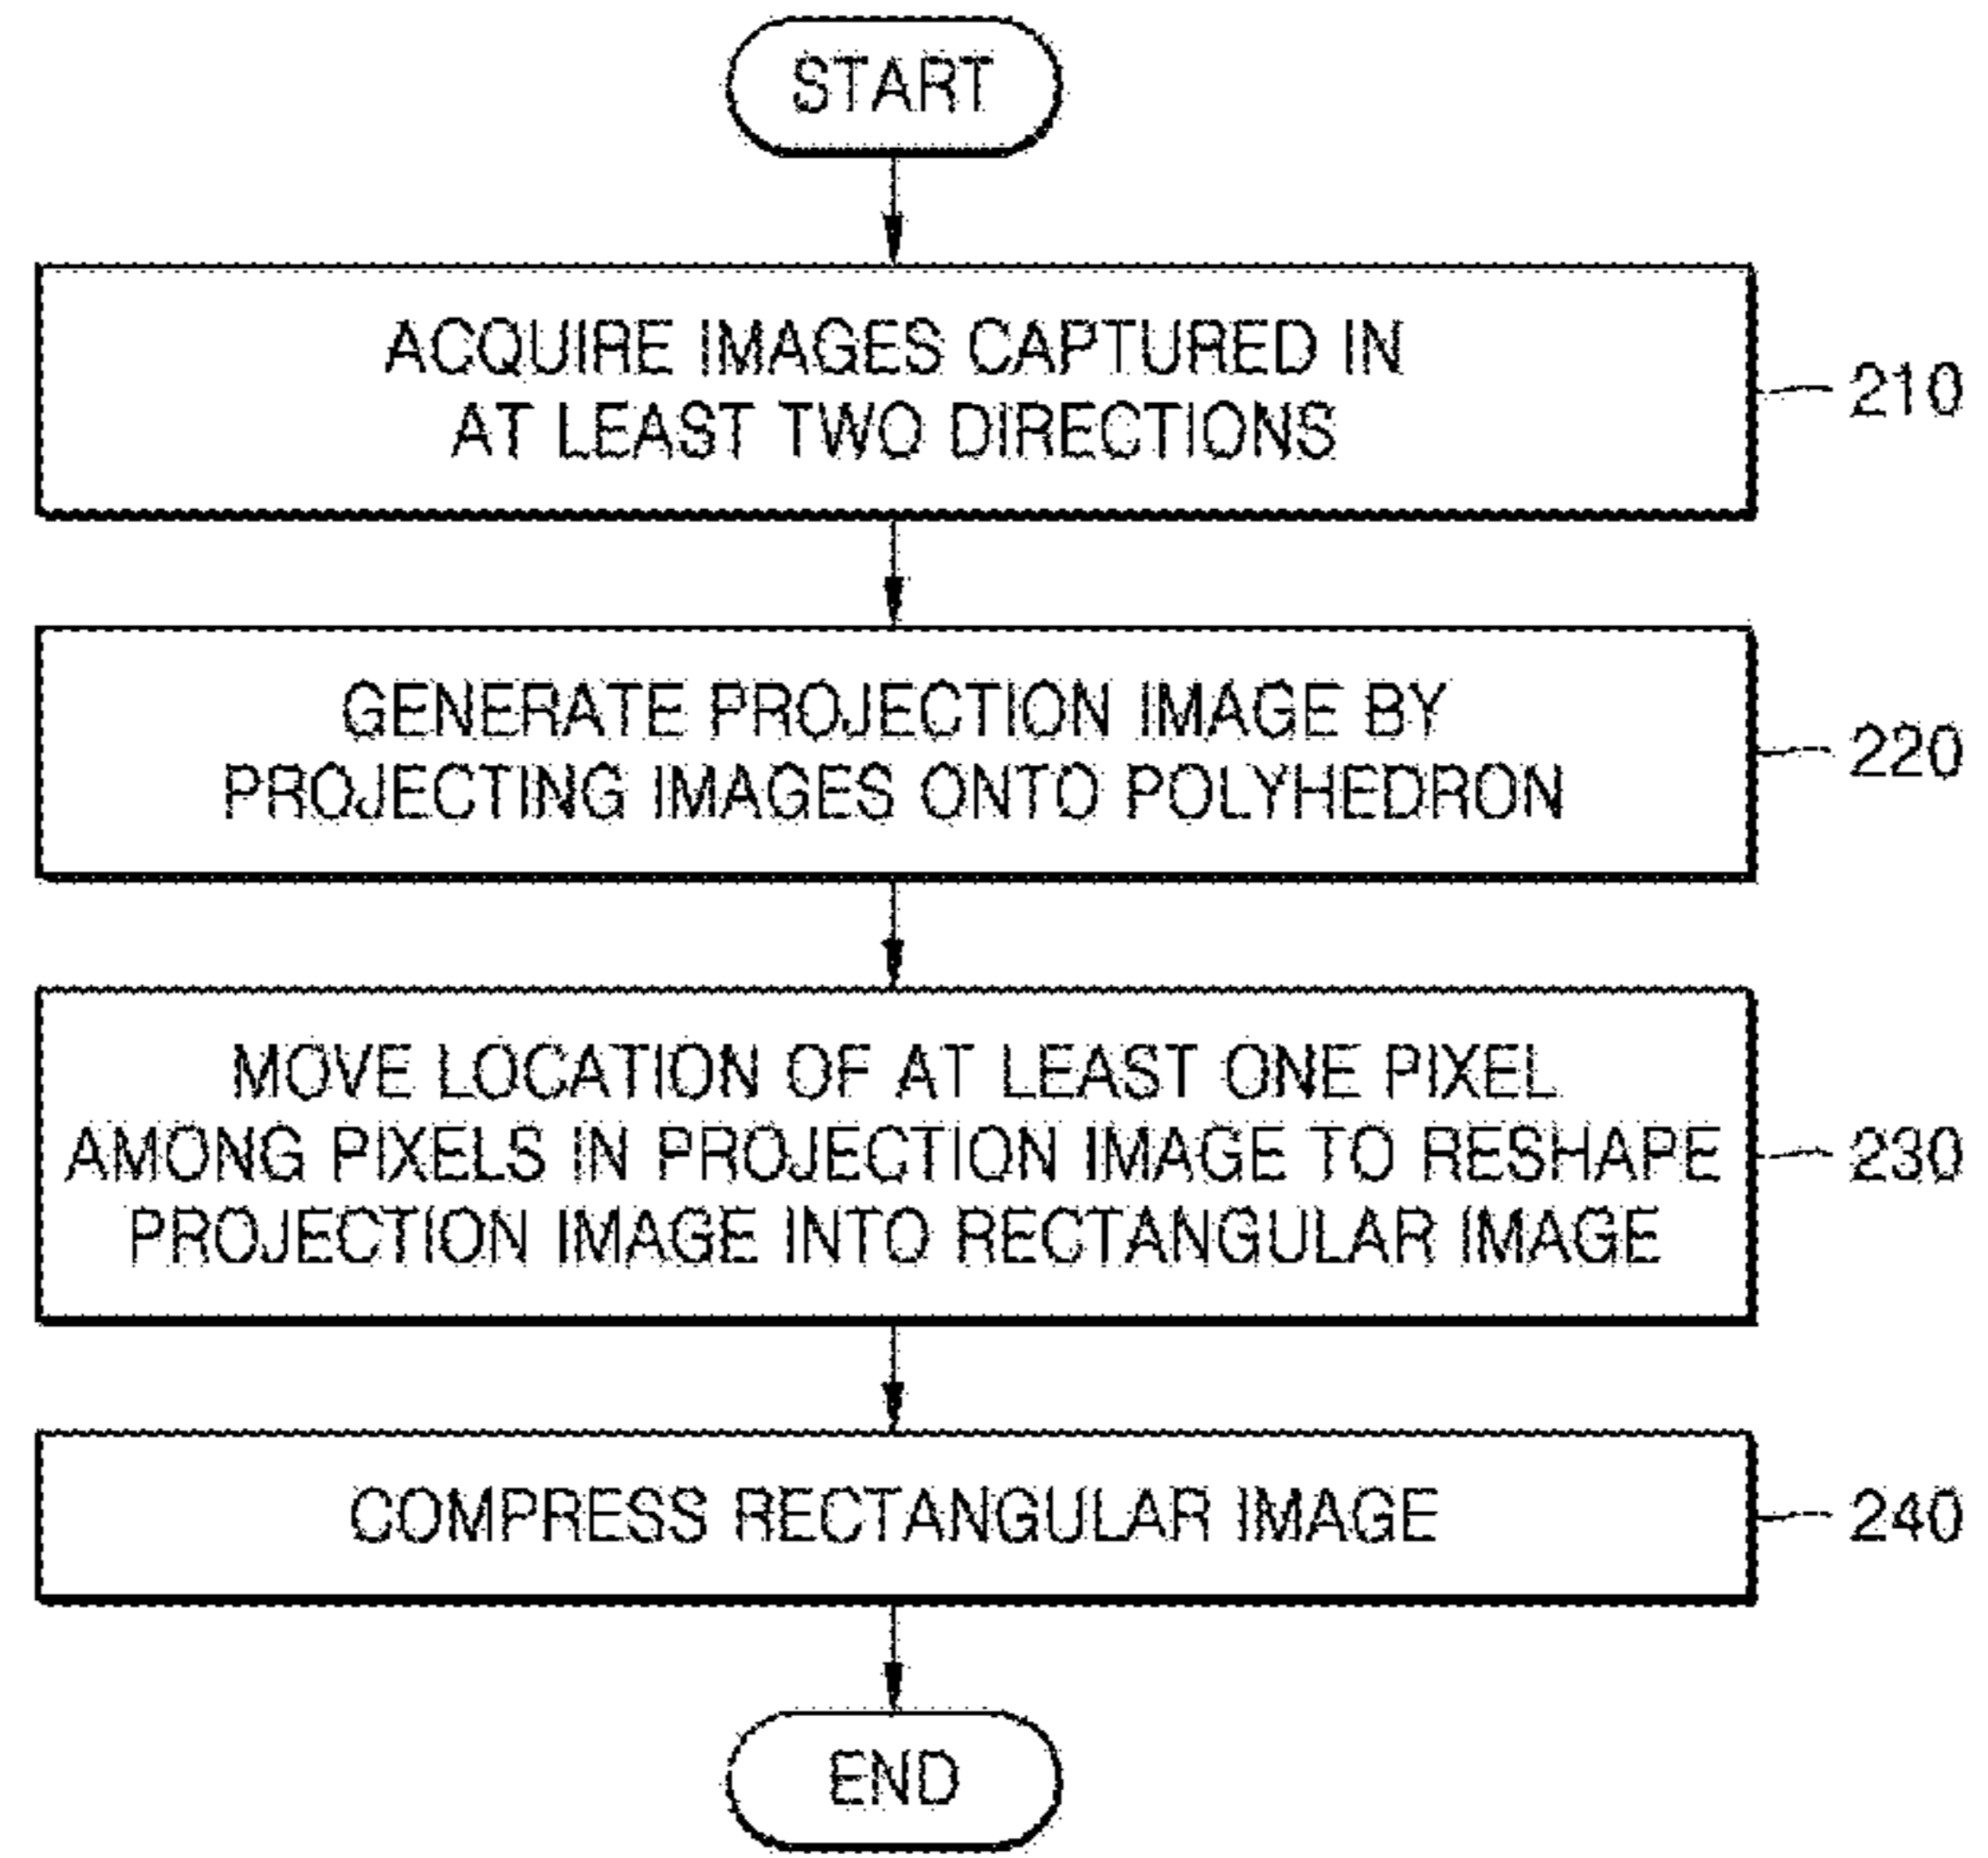 START
ACQUIRE IMAGES CAPTURED IN
AT LEAST TWO DIRECTIONS
210
GENERATE PROJECTION IMAGE BY
PROJECTING IMAGES ONTO POLYHEDRON
220
MOVE LOCATION OF AT LEAST ONE PIXEL
AMONG PIXELS IN PROJECTION IMAGE TO RESHAPE
PROJECTION IMAGE INTO RECTANGULAR IMAGE
230
COMPRESS RECTANGULAR IMAGE
240
END